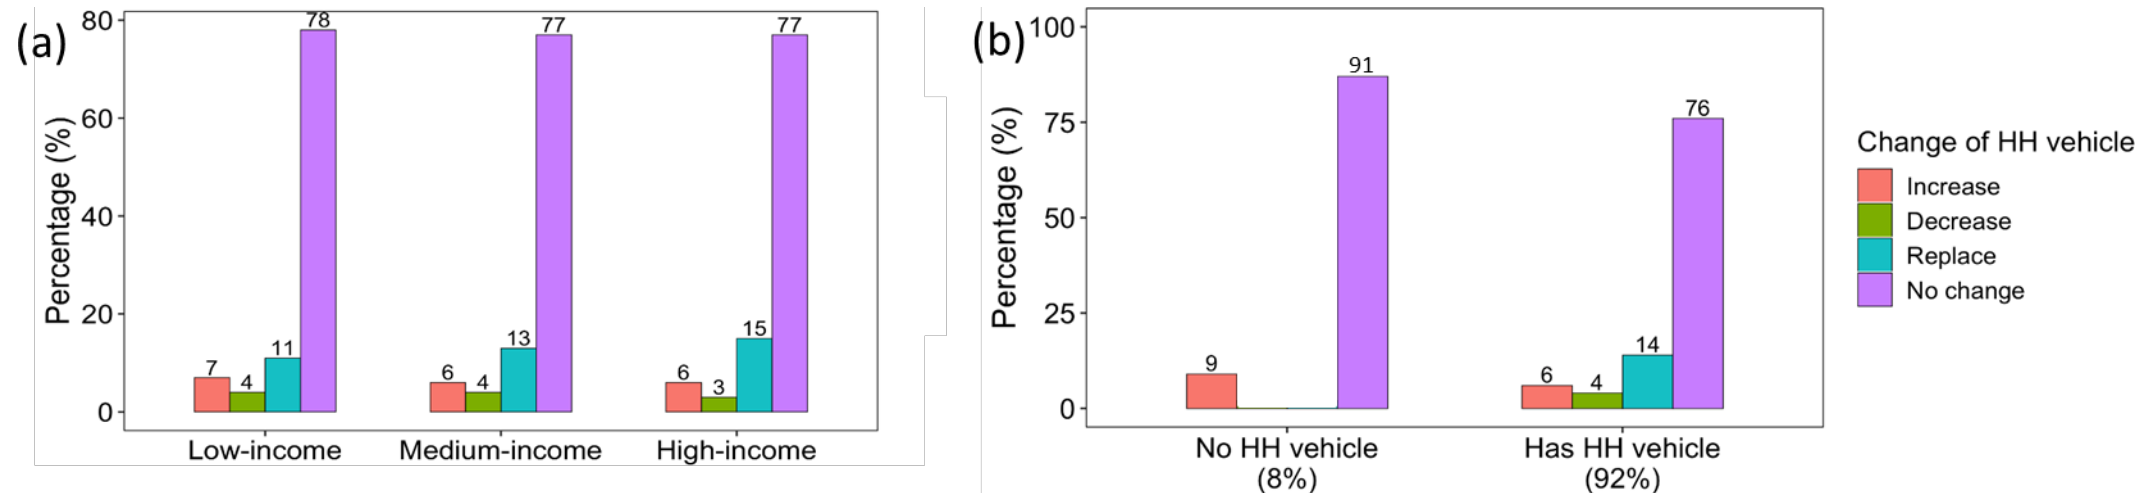 (a)
Percentage (%)
80
60
40
20
0
7
4
11
78
6
4
13
77
6
3
15
77
Low-income
Medium-income
High-income
(b)
Percentage (%)
100
75
50
25
0
9
91
6
4
14
76
No HH vehicle
(8%)
Has HH vehicle
(92%)
Change of HH vehicle
Increase
Decrease
Replace
No change